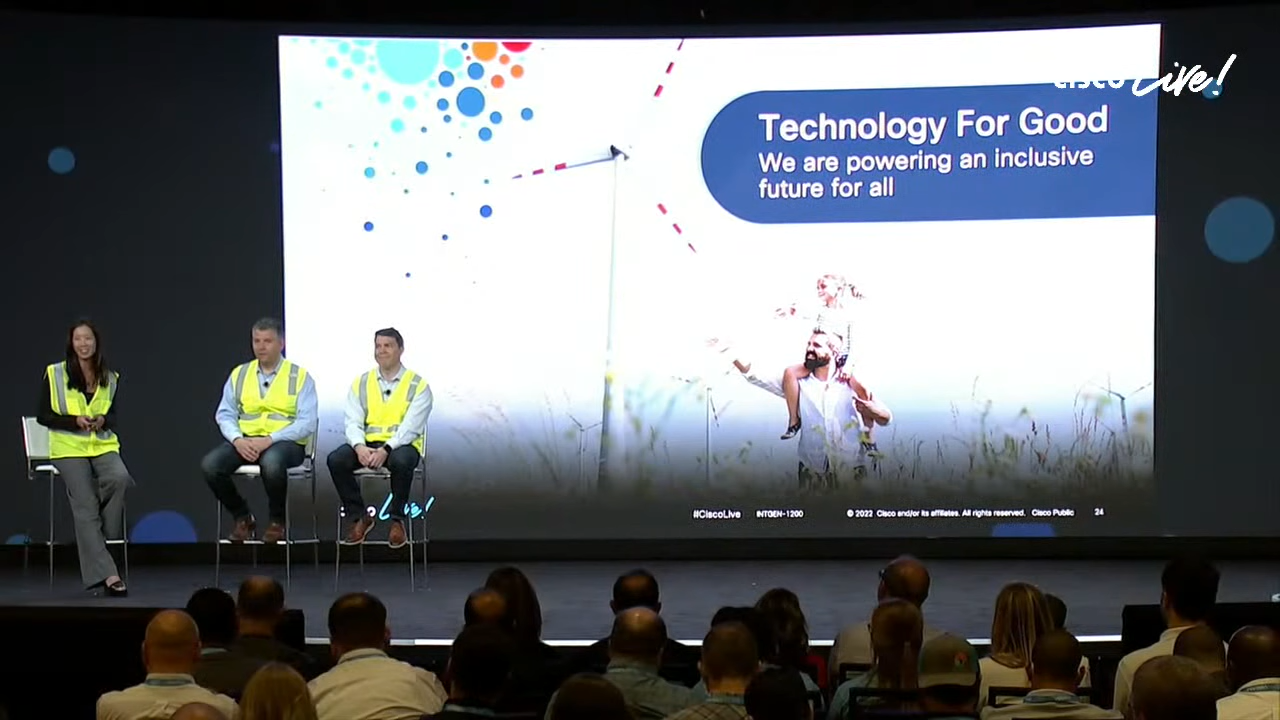 cisco Live!
Technology For Good
We are powering an inclusive
future for all
Live!
#CiscoLive INTGEN-1200 © 2022 Cisco and/or its affiliates. All rights reserved. Cisco Public 24